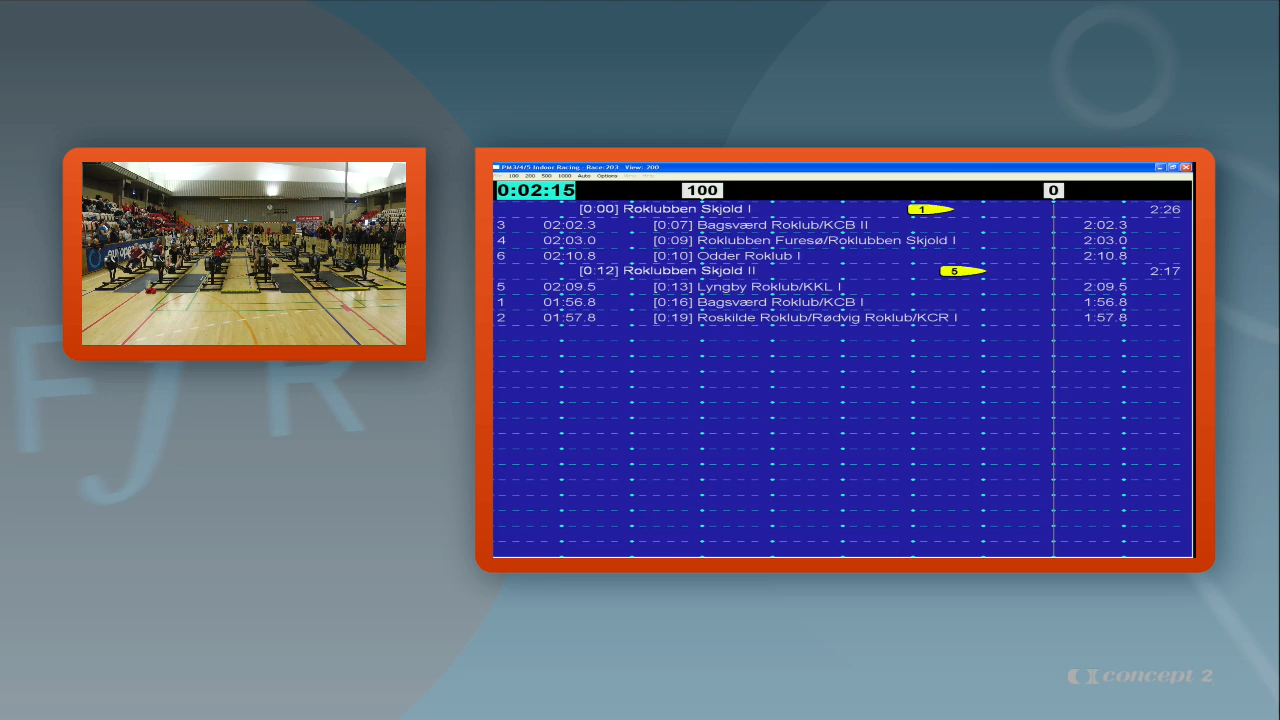 PM3/4/5 Indoor Racing - Race:203 View: 200
100 200 500 1000 Auto Options
0:02:15 100 0
[0:00] Roklubben Skjold I 1 2:26
3 02:02.3 [0:07] Bagsværd Roklub/KCB II 2:02.3
4 02:03.0 [0:09] Roklubben Furesø/Roklubben Skjold I 2:03.0
6 02:10.8 [0:10] Odder Roklub I 2:10.8
[0:12] Roklubben Skjold II 5 2:17
5 02:09.5 [0:13] Lyngby Roklub/KKL I 2:09.5
1 01:56.8 [0:16] Bagsværd Roklub/KCB I 1:56.8
2 01:57.8 [0:19] Roskilde Roklub/Rødvig Roklub/KCR I 1:57.8
F J R
concept 2